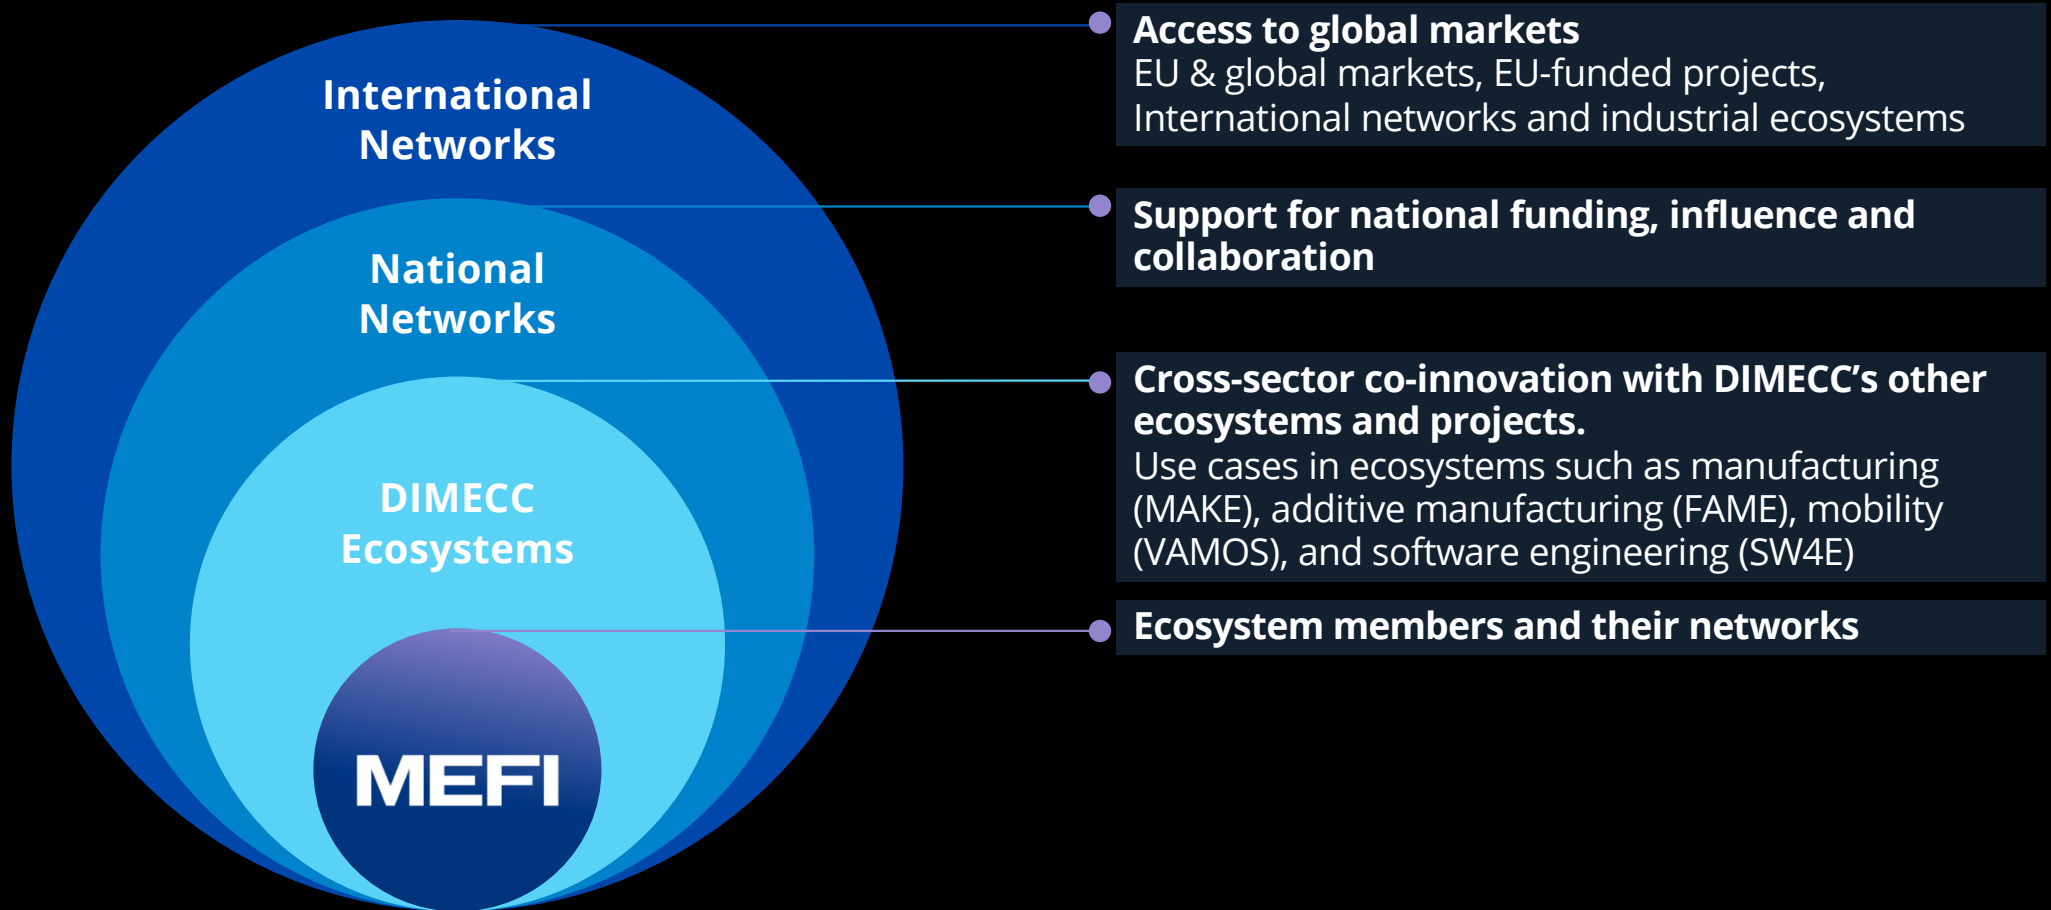 International
Networks
National
Networks
DIMECC
Ecosystems
MEFI
Access to global markets
EU & global markets, EU-funded projects,
International networks and industrial ecosystems
Support for national funding, influence and
collaboration
Cross-sector co-innovation with DIMECC’s other
ecosystems and projects.
Use cases in ecosystems such as manufacturing
(MAKE), additive manufacturing (FAME), mobility
(VAMOS), and software engineering (SW4E)
Ecosystem members and their networks